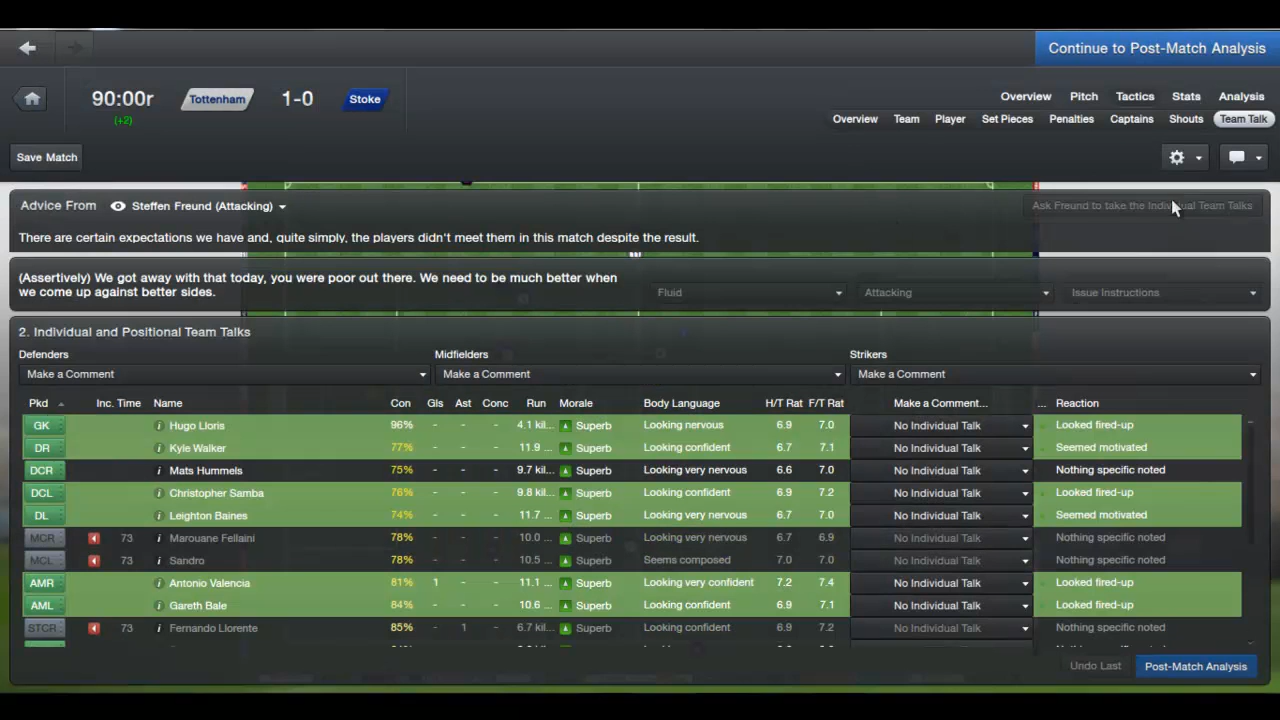 Continue to Post-Match Analysis
90:00r
(+2)
Tottenham
1-0
Stoke
Overview Pitch Tactics Stats Analysis
Overview Team Player Set Pieces Penalties Captains Shouts Team Talk
Save Match
Advice From Steffen Freund (Attacking)
Ask Freund to take the Individual Team Talks
There are certain expectations we have and, quite simply, the players didn't meet them in this match despite the result.
(Assertively) We got away with that today, you were poor out there. We need to be much better when
we come up against better sides.
Fluid Attacking Issue Instructions
2. Individual and Positional Team Talks
Defenders Midfielders Strikers
Make a Comment Make a Comment Make a Comment
Pkd Inc. Time Name Con Gls Ast Conc Run Morale Body Language H/T Rat F/T Rat Make a Comment... ... Reaction
GK Hugo Lloris 96% - - - 4.1 kil... Superb Looking nervous 6.9 7.0 No Individual Talk Looked fired-up
DR Kyle Walker 77% - - - 11.9 ... Superb Looking confident 6.7 7.1 No Individual Talk Seemed motivated
DCR Mats Hummels 75% - - - 9.7 kil... Superb Looking very nervous 6.6 7.0 No Individual Talk Nothing specific noted
DCL Christopher Samba 76% - - - 9.8 kil... Superb Looking confident 6.9 7.2 No Individual Talk Looked fired-up
DL Leighton Baines 74% - - - 11.7 ... Superb Looking very nervous 6.7 7.0 No Individual Talk Seemed motivated
MCR 73 Marouane Fellaini 78% - - - 10.0 ... Superb Looking very nervous 6.7 6.9 No Individual Talk Nothing specific noted
MCL 73 Sandro 78% - - - 10.5 ... Superb Seems composed 7.0 7.0 No Individual Talk Nothing specific noted
AMR Antonio Valencia 81% 1 - - 11.1 ... Superb Looking very confident 7.2 7.4 No Individual Talk Looked fired-up
AML Gareth Bale 84% - - - 10.6 ... Superb Looking confident 6.9 7.1 No Individual Talk Looked fired-up
STCR 73 Fernando Llorente 85% - 1 - 6.7 kil... Superb Looking confident 6.9 7.2 No Individual Talk Nothing specific noted
Undo Last Post-Match Analysis